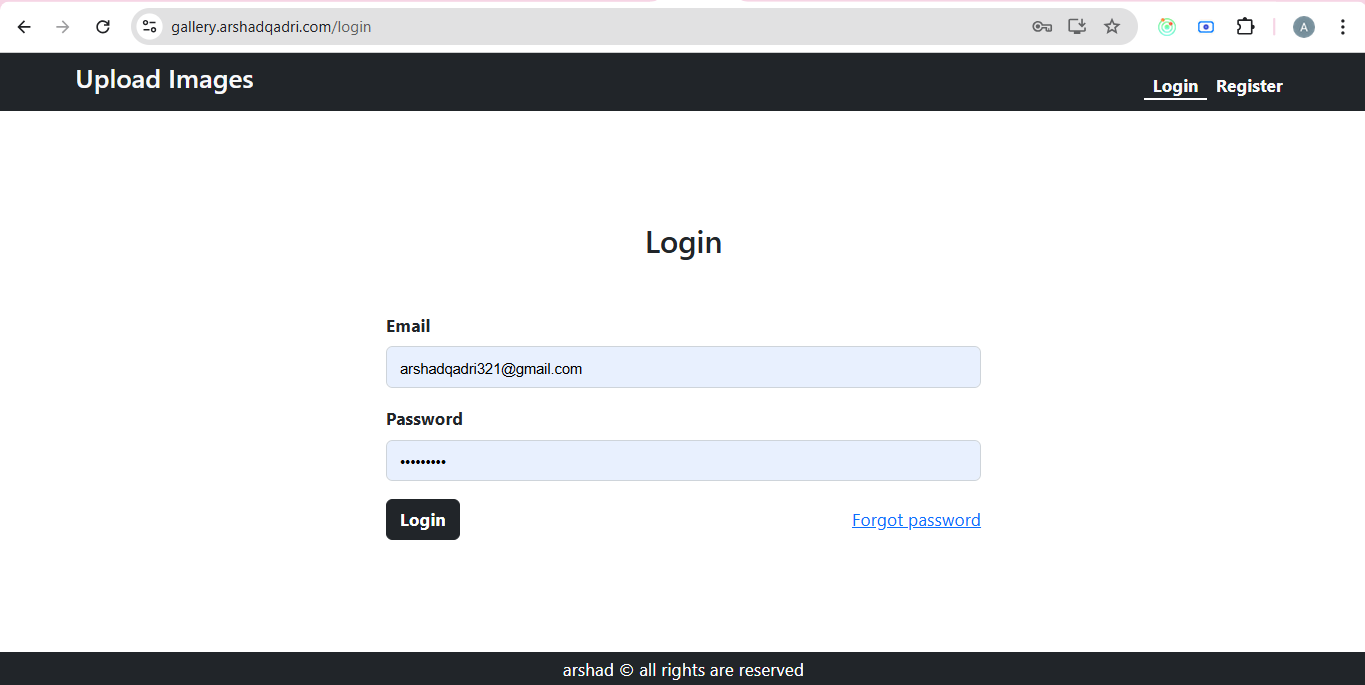 gallery.arshadqadri.com/login
A
Upload Images
Login Register
Login
Email
arshadqadri321@gmail.com
Password
•••••••••
Login Forgot password
arshad © all rights are reserved